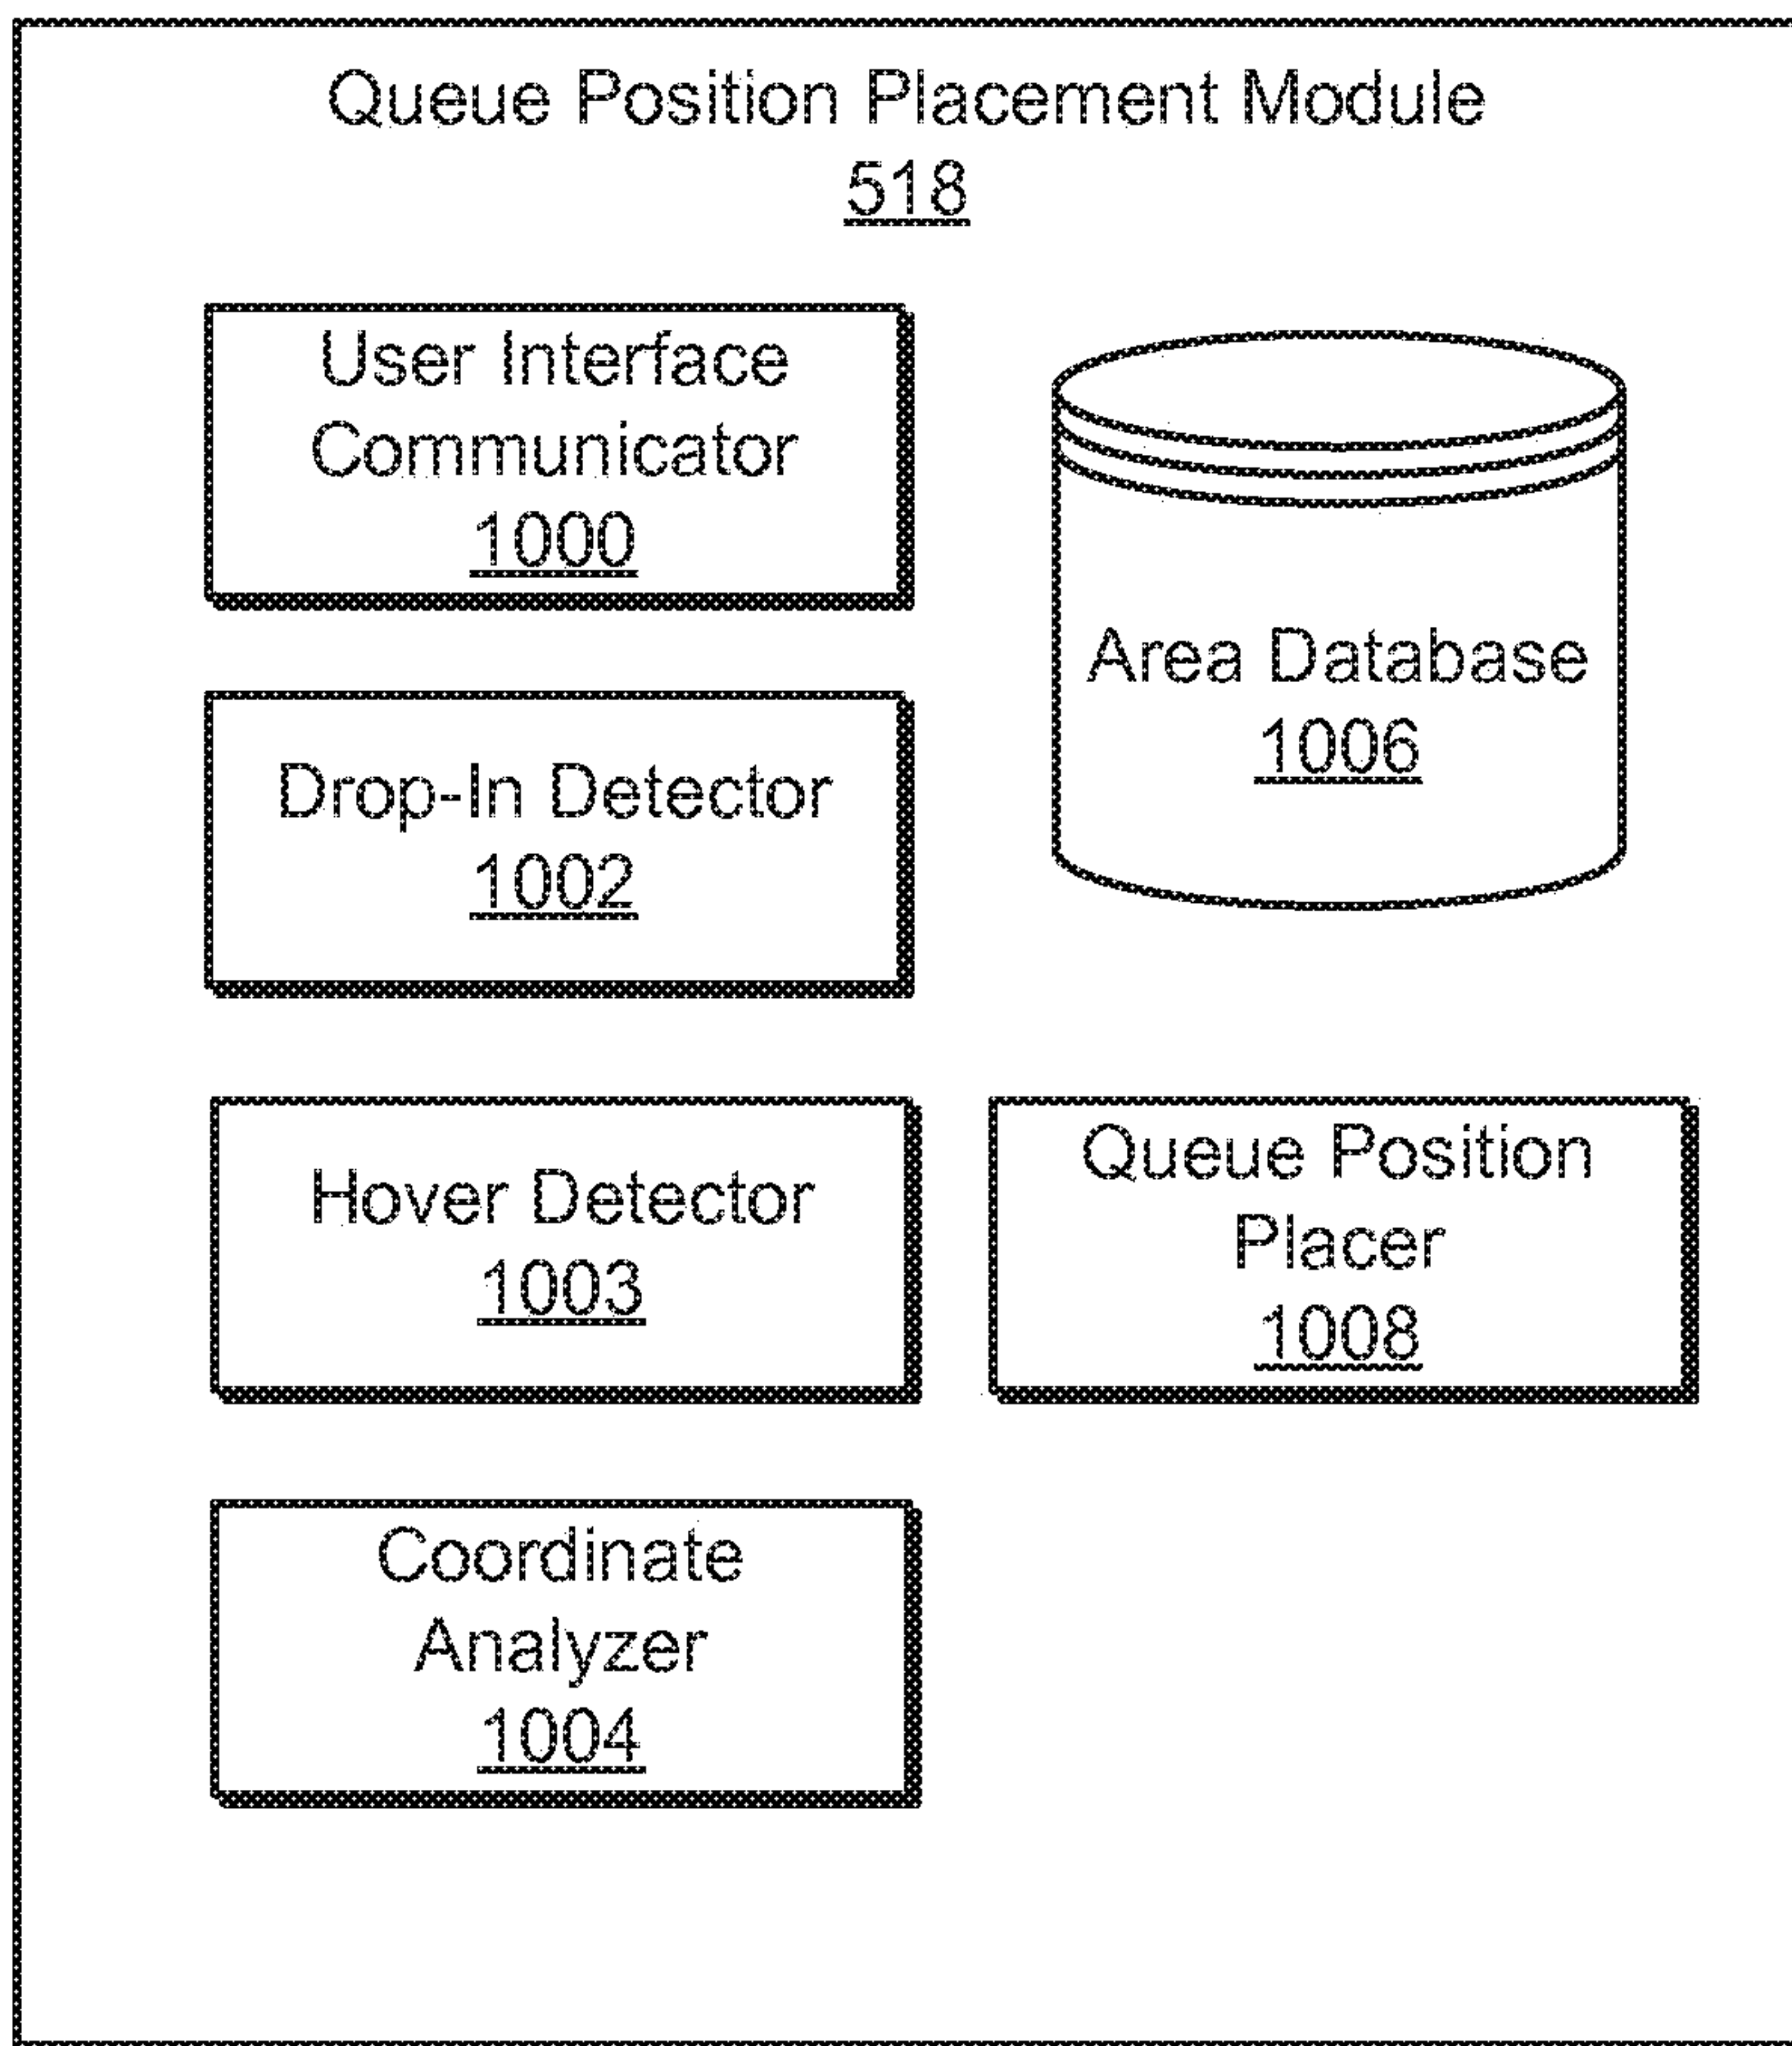 Queue Position Placement Module
518
User Interface
Communicator
1000
Area Database
1006
Drop-In Detector
1002
Hover Detector
1003
Queue Position
Placer
1008
Coordinate
Analyzer
1004